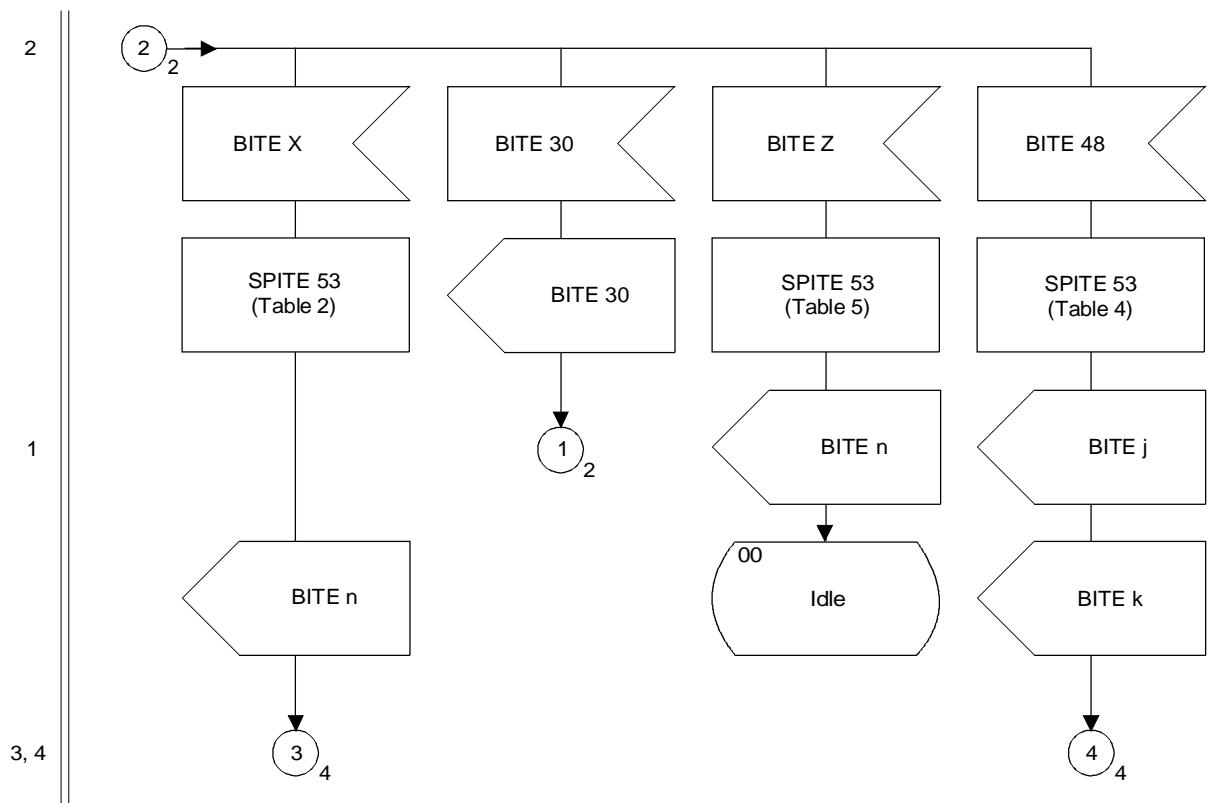 2
2
2
BITE X
BITE 30
BITE Z
BITE 48
SPITE 53
(Table 2)
BITE 30
SPITE 53
(Table 5)
SPITE 53
(Table 4)
1
1
2
BITE n
BITE j
BITE n
00
Idle
BITE k
3, 4
3
4
4
4